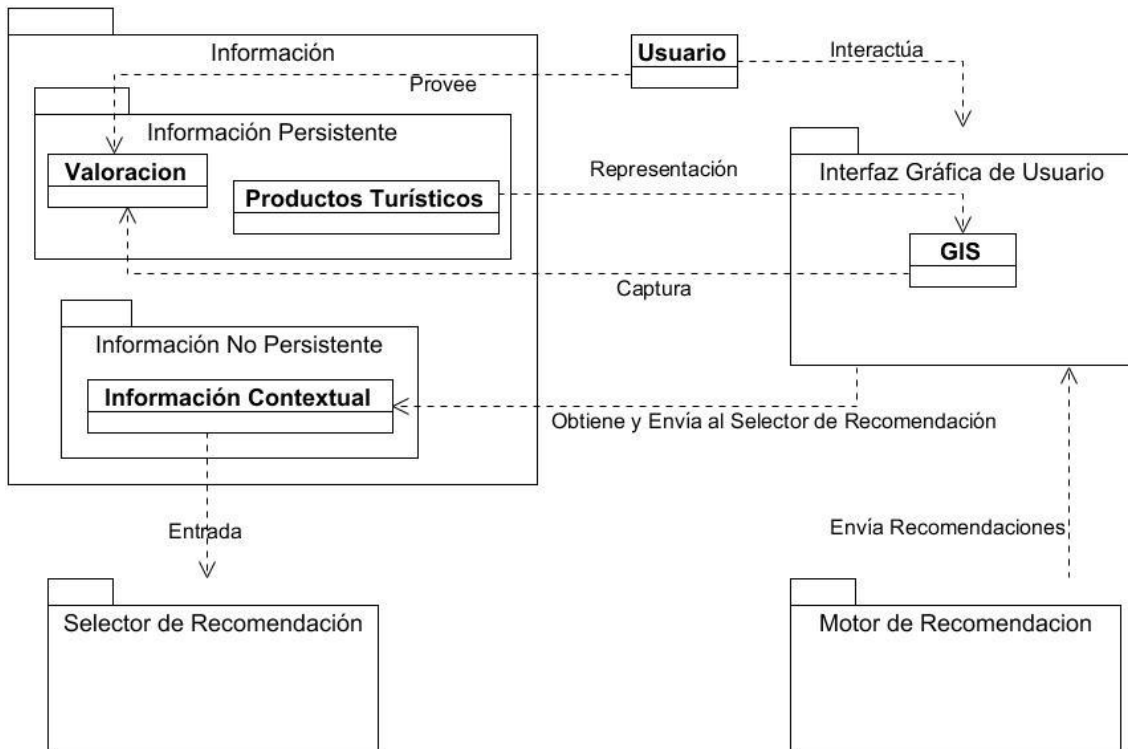 Información
Usuario
Interactúa
Provee
Información Persistente
Valoracion
Productos Turísticos
Representación
Interfaz Gráfica de Usuario
GIS
Captura
Información No Persistente
Información Contextual
Obtiene y Envía al Selector de Recomendación
Entrada
Envía Recomendaciones
Selector de Recomendación
Motor de Recomendacion